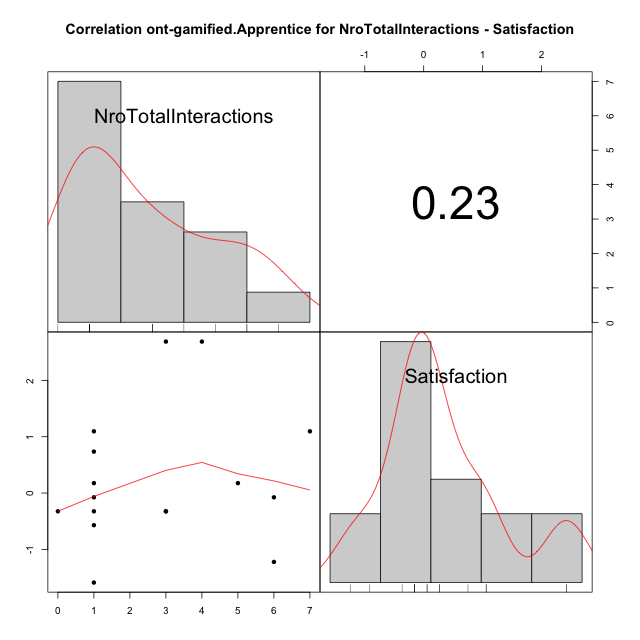 Correlation ont-gamified.Apprentice for NroTotalInteractions - Satisfaction
-1 0 1 2
NroTotalInteractions
0.23
7
6
5
4
3
2
1
0
Satisfaction
2
1
0
-1
0 1 2 3 4 5 6 7